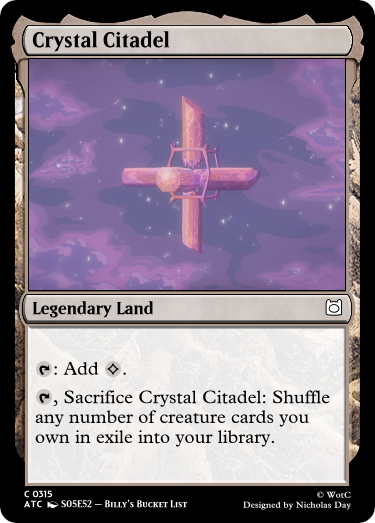 Crystal Citadel
Legendary Land
: Add .
, Sacrifice Crystal Citadel: Shuffle
any number of creature cards you
own in exile into your library.
C 0315
© WotC
ATC S05E52 – Billy's Bucket List
Designed by Nicholas Day